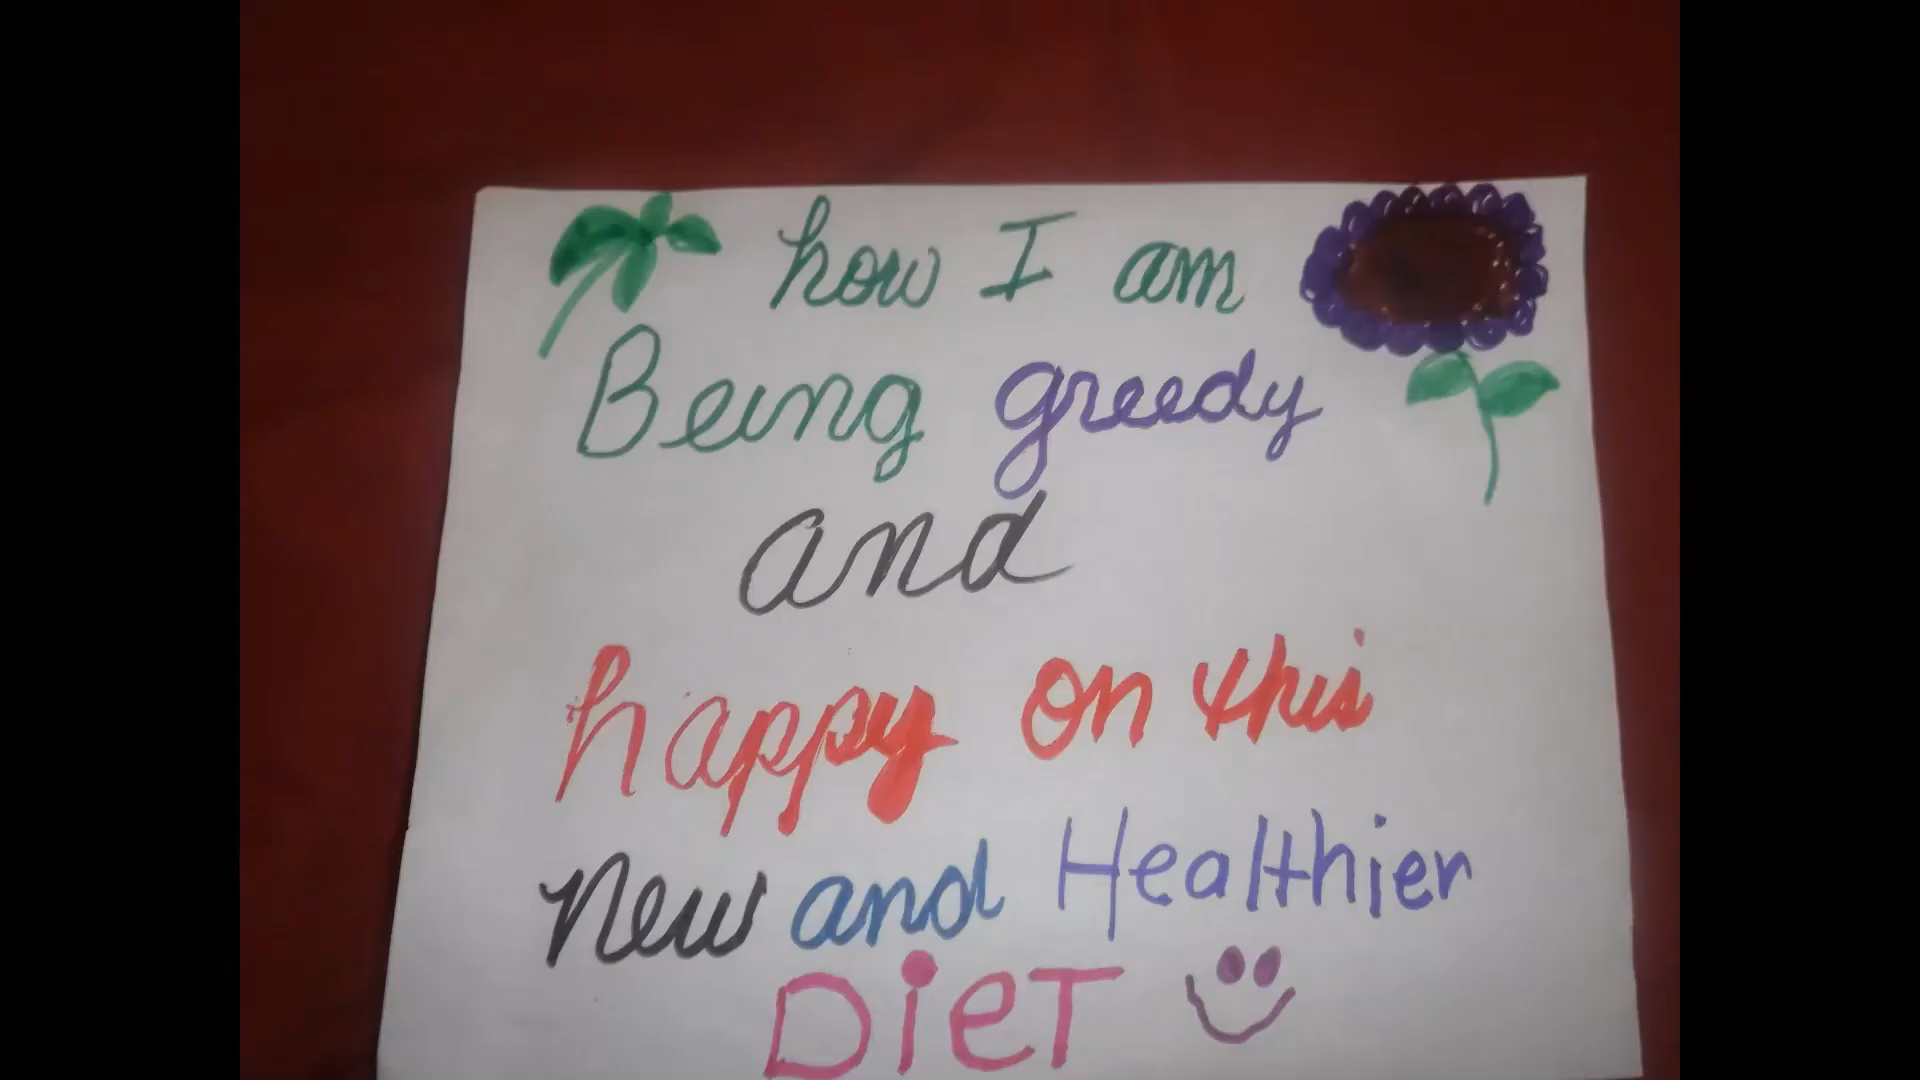 how I am
Being greedy
and
happy on this
New and Healthier
DieT